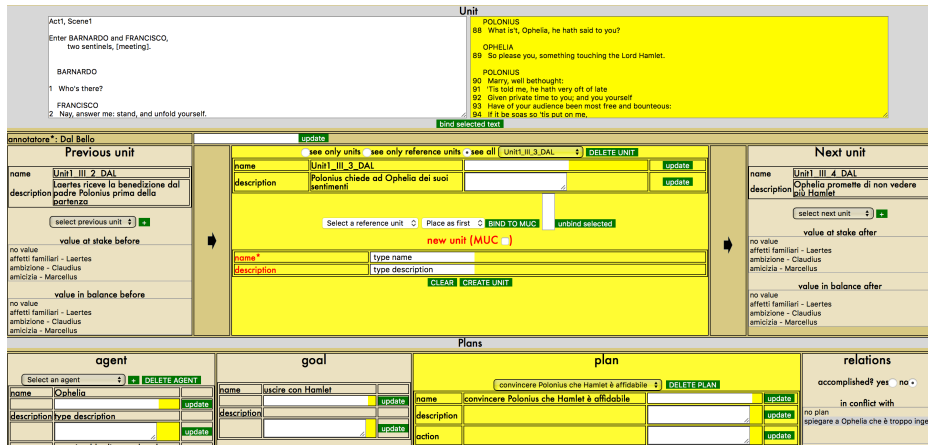 Unit
Act1, Scene1
Enter BARNARDO and FRANCISCO,
two sentinels, [meeting].
BARNARDO
1 Who's there?
FRANCISCO
2 Nay, answer me: stand, and unfold yourself.
POLONIUS
88 What is't, Ophelia, he hath said to you?
OPHELIA
89 So please you, something touching the Lord Hamlet.
POLONIUS
90 Marry, well bethought:
91 'Tis told me, he hath very oft of late
92 Given private time to you; and you yourself
93 Have of your audience been most free and bounteous:
94 If it be soas so 'tis put on me,
bind selected text
annotatore*: Dal Bello
update
Previous unit
name Unit1_III_2_DAL
description Laertes riceve la benedizione dal
padre Polonius prima della
partenza
select previous unit +
value at stake before
no value
affetti familiari - Laertes
ambizione - Claudius
amicizia - Marcellus
value in balance before
no value
affetti familiari - Laertes
ambizione - Claudius
amicizia - Marcellus
see only units see only reference units see all Unit1_III_3_DAL DELETE UNIT
name Unit1_III_3_DAL update
description Polonius chiede ad Ophelia dei suoi
sentimenti update
Select a reference unit Place as first BIND TO MUC unbind selected
new unit (MUC )
name* type name
description type description
CLEAR CREATE UNIT
Next unit
name Unit1_III_4_DAL
description Ophelia promette di non vedere
più Hamlet
select next unit +
value at stake after
no value
affetti familiari - Laertes
ambizione - Claudius
amicizia - Marcellus
value in balance after
no value
affetti familiari - Laertes
ambizione - Claudius
amicizia - Marcellus
Plans
agent
Select an agent + DELETE AGENT
name Ophelia
update
description type description
update
goal
name uscire con Hamlet
update
description
update
plan
convincere Polonius che Hamlet è affidabile DELETE PLAN
name convincere Polonius che Hamlet è affidabile update
description update
action update
relations
accomplished? yes no
in conflict with
no plan
spiegare a Ophelia che è troppo inge